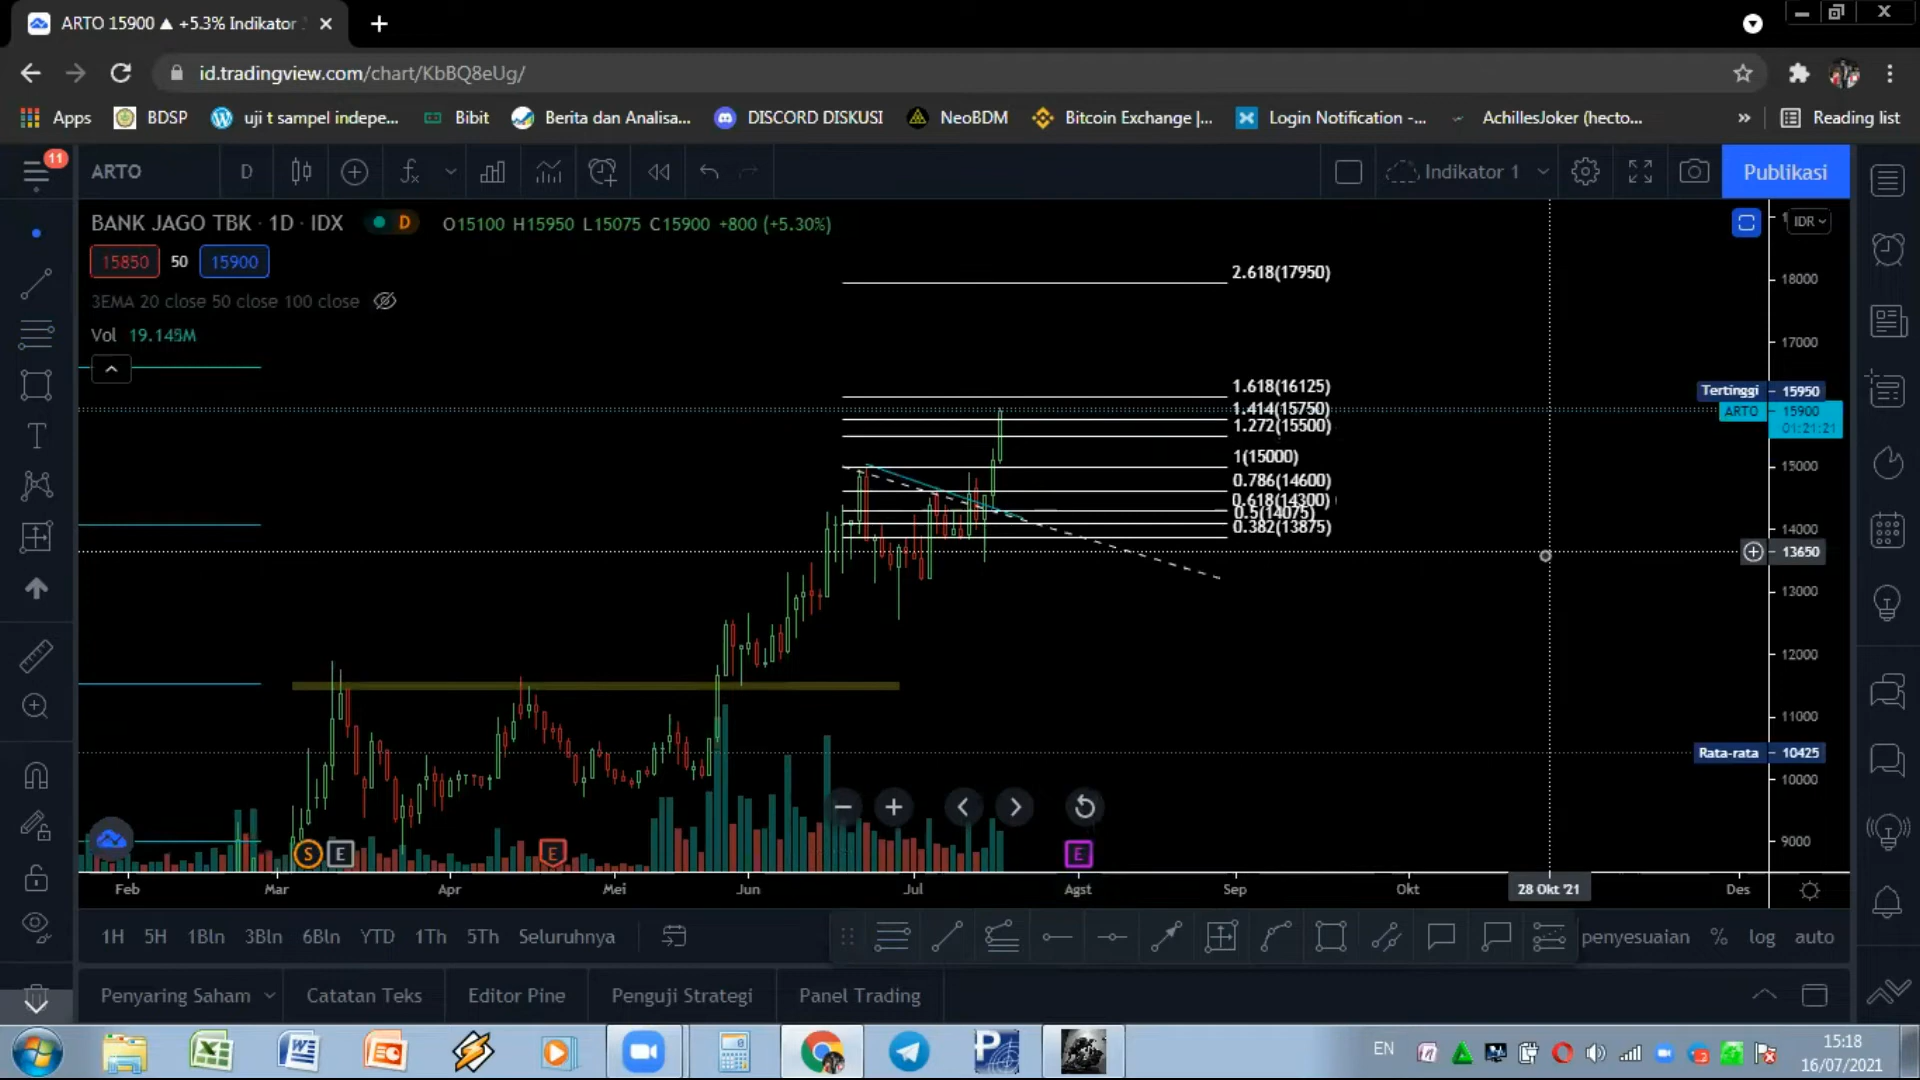 ARTO 15900 ▲ +5.3% Indikator
id.tradingview.com/chart/KbBQ8eUg/
Apps BDSP uji t sampel indepe... Bibit Berita dan Analisa... DISCORD DISKUSI NeoBDM Bitcoin Exchange |... Login Notification -... AchillesJoker (hecto... » Reading list
11
ARTO D Indikator 1 Publikasi
BANK JAGO TBK · 1D · IDX D O15100 H15950 L15075 C15900 +800 (+5.30%)
IDR
15850 50 15900
3EMA 20 close 50 close 100 close
Vol
2.618(17950)
18000
17000
1.618(16125)
Tertinggi 15950
1.414(15750)
ARTO 15900
1.272(15500)
01:21:21
1(15000)
15000
0.786(14600)
0.618(14300)
0.5(14075)
0.382(13875)
14000
13650
13000
12000
11000
Rata-rata 10425
10000
9000
S E E E
Feb Mar Apr Mei Jun Jul Agst Sep Okt 28 Okt '21 Des
1H 5H 1Bln 3Bln 6Bln YTD 1Th 5Th Seluruhnya penyesuaian % log auto
Penyaring Saham Catatan Teks Editor Pine Penguji Strategi Panel Trading
EN
15:18
16/07/2021